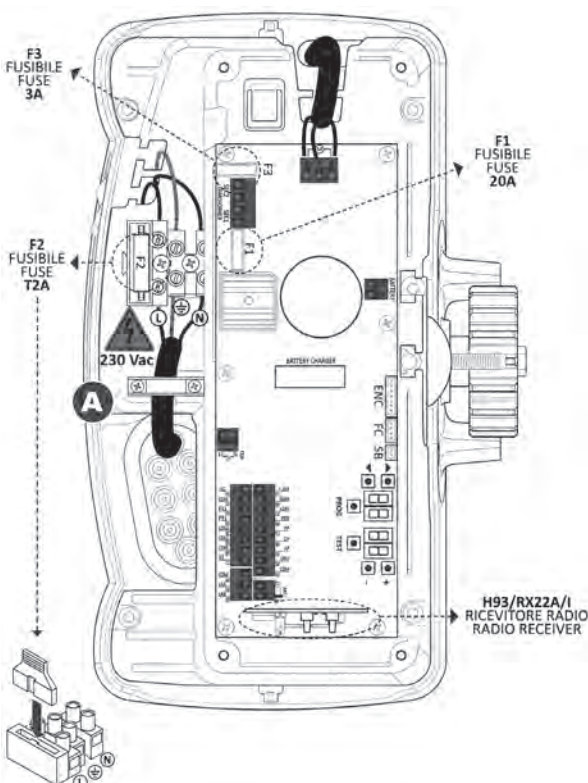 F3
FUSIBILE
FUSE
3A
F1
FUSIBILE
FUSE
20A
F3
F1
F2
FUSIBILE
FUSE
T2A
F2
L
N
230 Vac
BATTERY
BATTERY CHARGER
A
ENC
FC
SB
PROG
TEST
-
+
H93/RX22A/I
RICEVITORE RADIO
RADIO RECEIVER
N
L